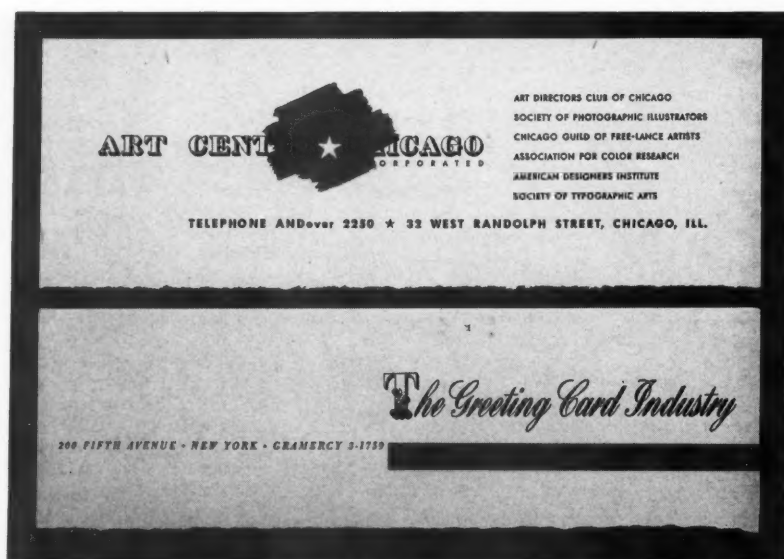 ART CENT★HICAGO
ORPORATED
ART DIRECTORS CLUB OF CHICAGO
SOCIETY OF PHOTOGRAPHIC ILLUSTRATORS
CHICAGO GUILD OF FREE-LANCE ARTISTS
ASSOCIATION FOR COLOR RESEARCH
AMERICAN DESIGNERS INSTITUTE
SOCIETY OF TYPOGRAPHIC ARTS
TELEPHONE ANDover 2250 ★ 32 WEST RANDOLPH STREET, CHICAGO, ILL.
The Greeting Card Industry
200 FIFTH AVENUE • NEW YORK • GRAMERCY 3-1759